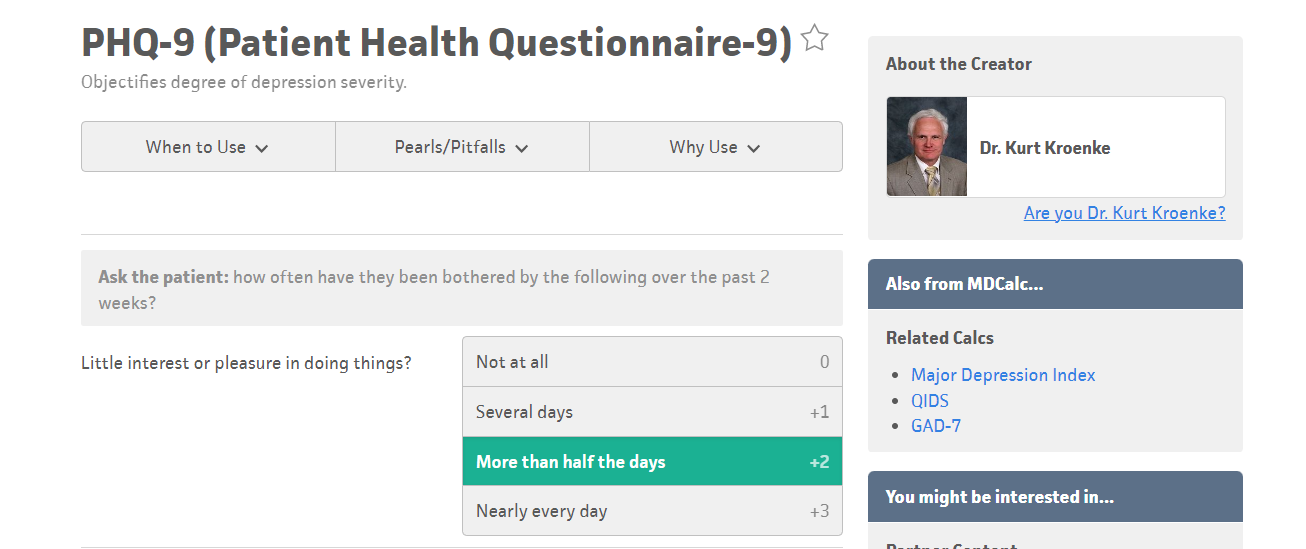 PHQ-9 (Patient Health Questionnaire-9)
Objectifies degree of depression severity.
When to Use
Pearls/Pitfalls
Why Use
Ask the patient: how often have they been bothered by the following over the past 2
weeks?
Little interest or pleasure in doing things?
Not at all 0
Several days +1
More than half the days +2
Nearly every day +3
About the Creator
Dr. Kurt Kroenke
Are you Dr. Kurt Kroenke?
Also from MDCalc...
Related Calcs
Major Depression Index
QIDS
GAD-7
You might be interested in...
Partner Content